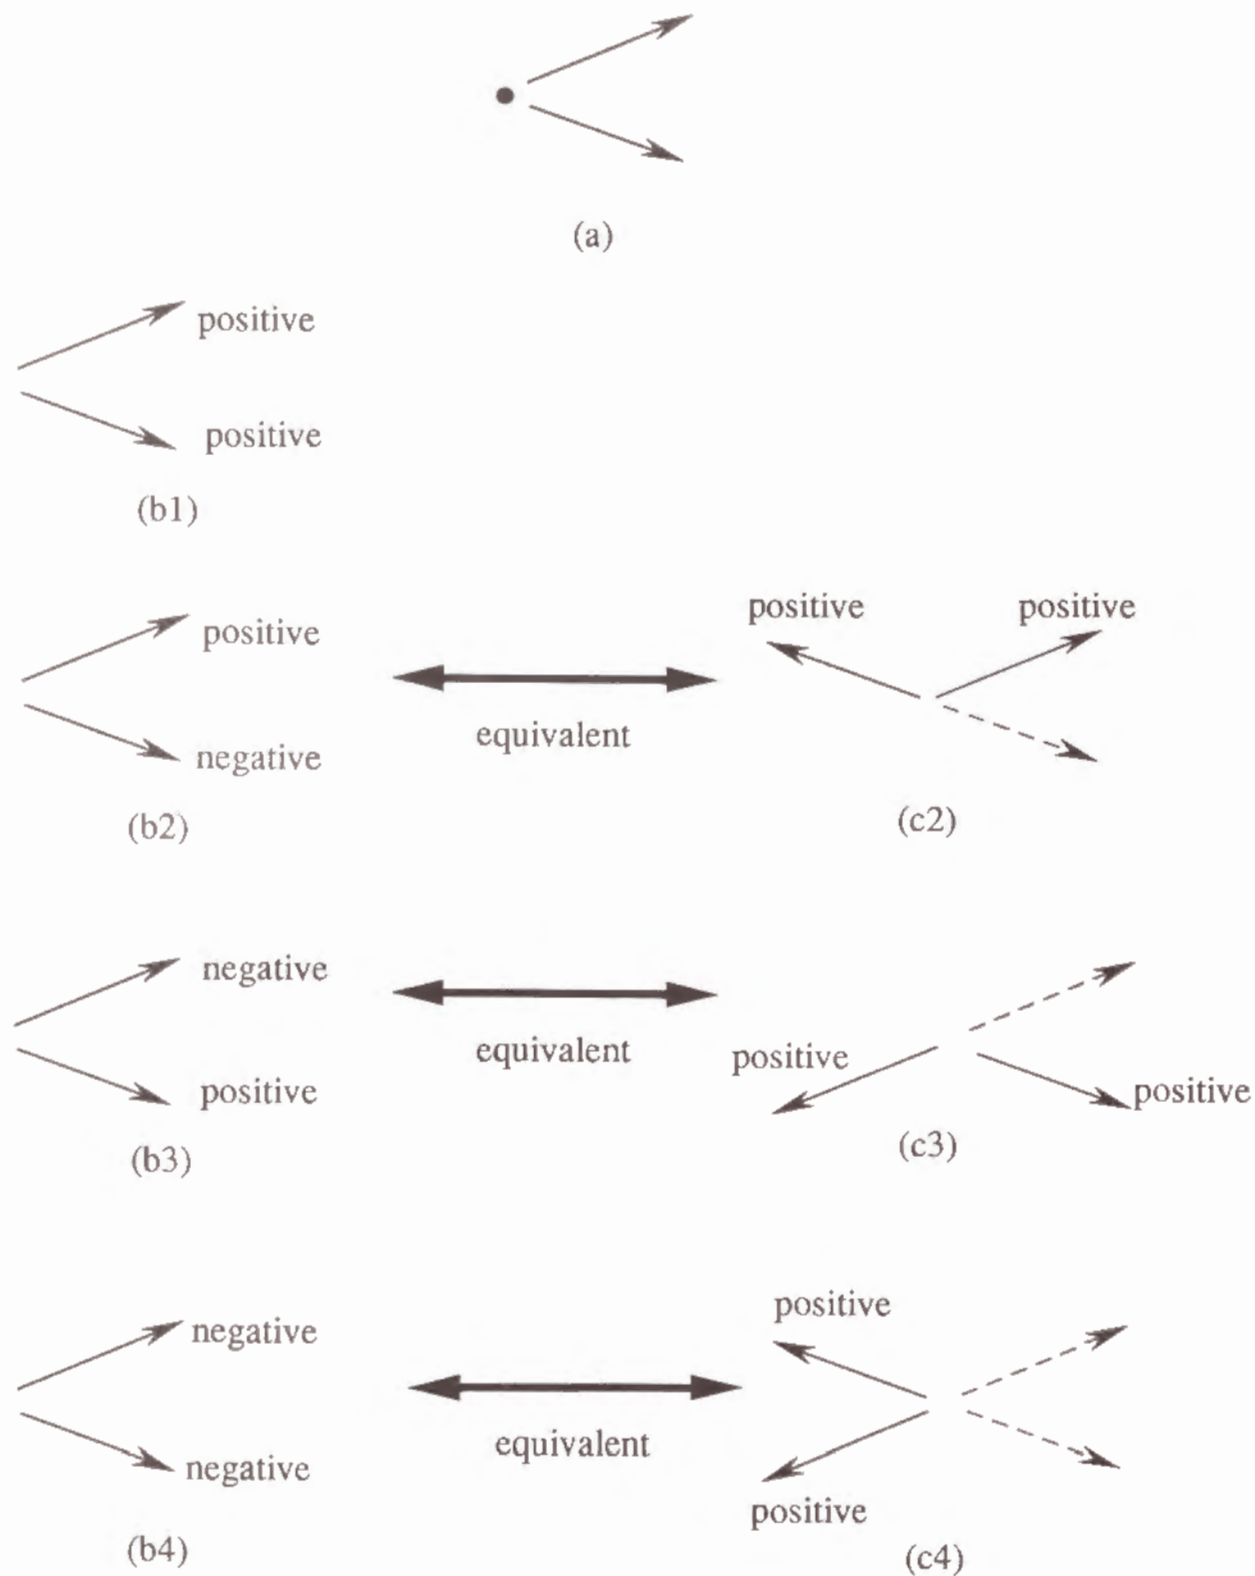 (a)
positive
positive
(b1)
positive
negative
(b2)
equivalent
positive positive
(c2)
negative
positive
(b3)
equivalent
positive
positive
(c3)
negative
negative
(b4)
equivalent
positive
positive
(c4)